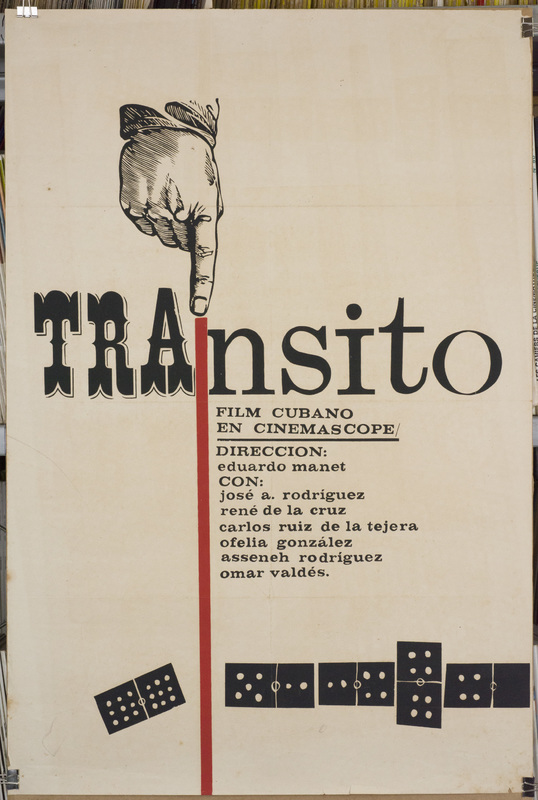 TRAnsito
FILM CUBANO
EN CINEMASCOPE/
DIRECCION:
eduardo manet
CON:
josé a. rodríguez
rené de la cruz
carlos ruiz de la tejera
ofelia gonzález
asseneh rodríguez
omar valdés.